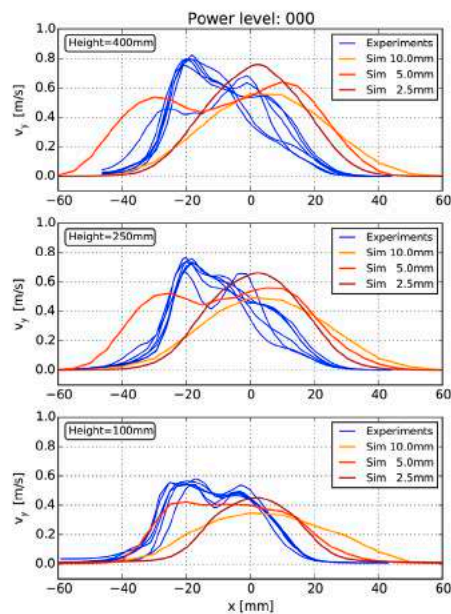 Power level: 000
Height=400mm
Experiments
Sim 10.0mm
Sim 5.0mm
Sim 2.5mm
v_y [m/s]
1.0
0.8
0.6
0.4
0.2
0.0
−60 −40 −20 0 20 40 60
Height=250mm
Experiments
Sim 10.0mm
Sim 5.0mm
Sim 2.5mm
v_y [m/s]
1.0
0.8
0.6
0.4
0.2
0.0
−60 −40 −20 0 20 40 60
Height=100mm
Experiments
Sim 10.0mm
Sim 5.0mm
Sim 2.5mm
v_y [m/s]
1.0
0.8
0.6
0.4
0.2
0.0
−60 −40 −20 0 20 40 60
x [mm]